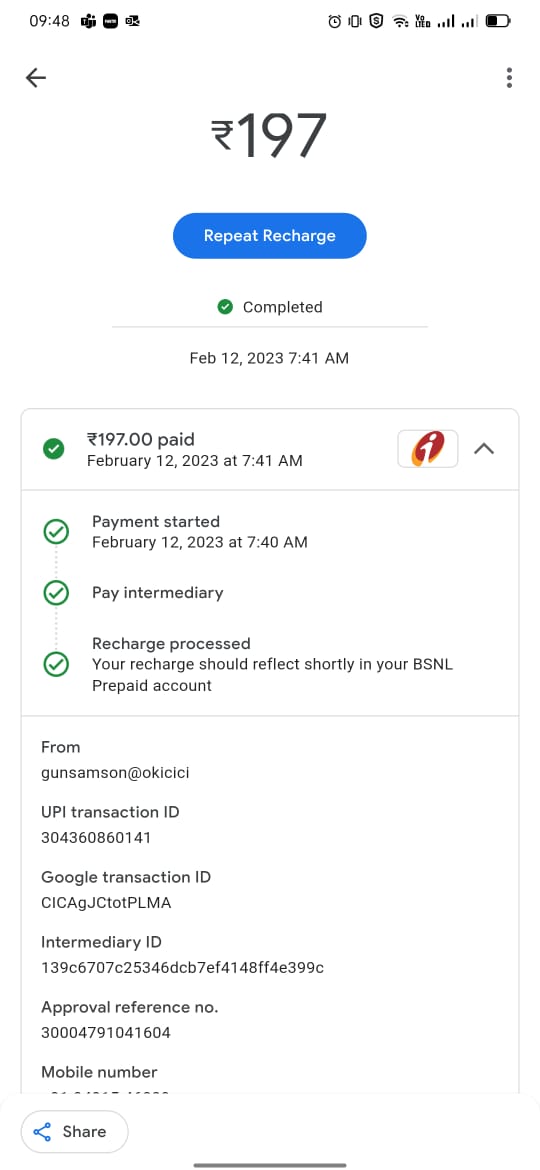 09:48
₹197
Repeat Recharge
Completed
Feb 12, 2023 7:41 AM
₹197.00 paid
February 12, 2023 at 7:41 AM
Payment started
February 12, 2023 at 7:40 AM
Pay intermediary
Recharge processed
Your recharge should reflect shortly in your BSNL
Prepaid account
From
gunsamson@okicici
UPI transaction ID
304360860141
Google transaction ID
CICAgJCtotPLMA
Intermediary ID
139c6707c25346dcb7ef4148ff4e399c
Approval reference no.
30004791041604
Mobile number
Share